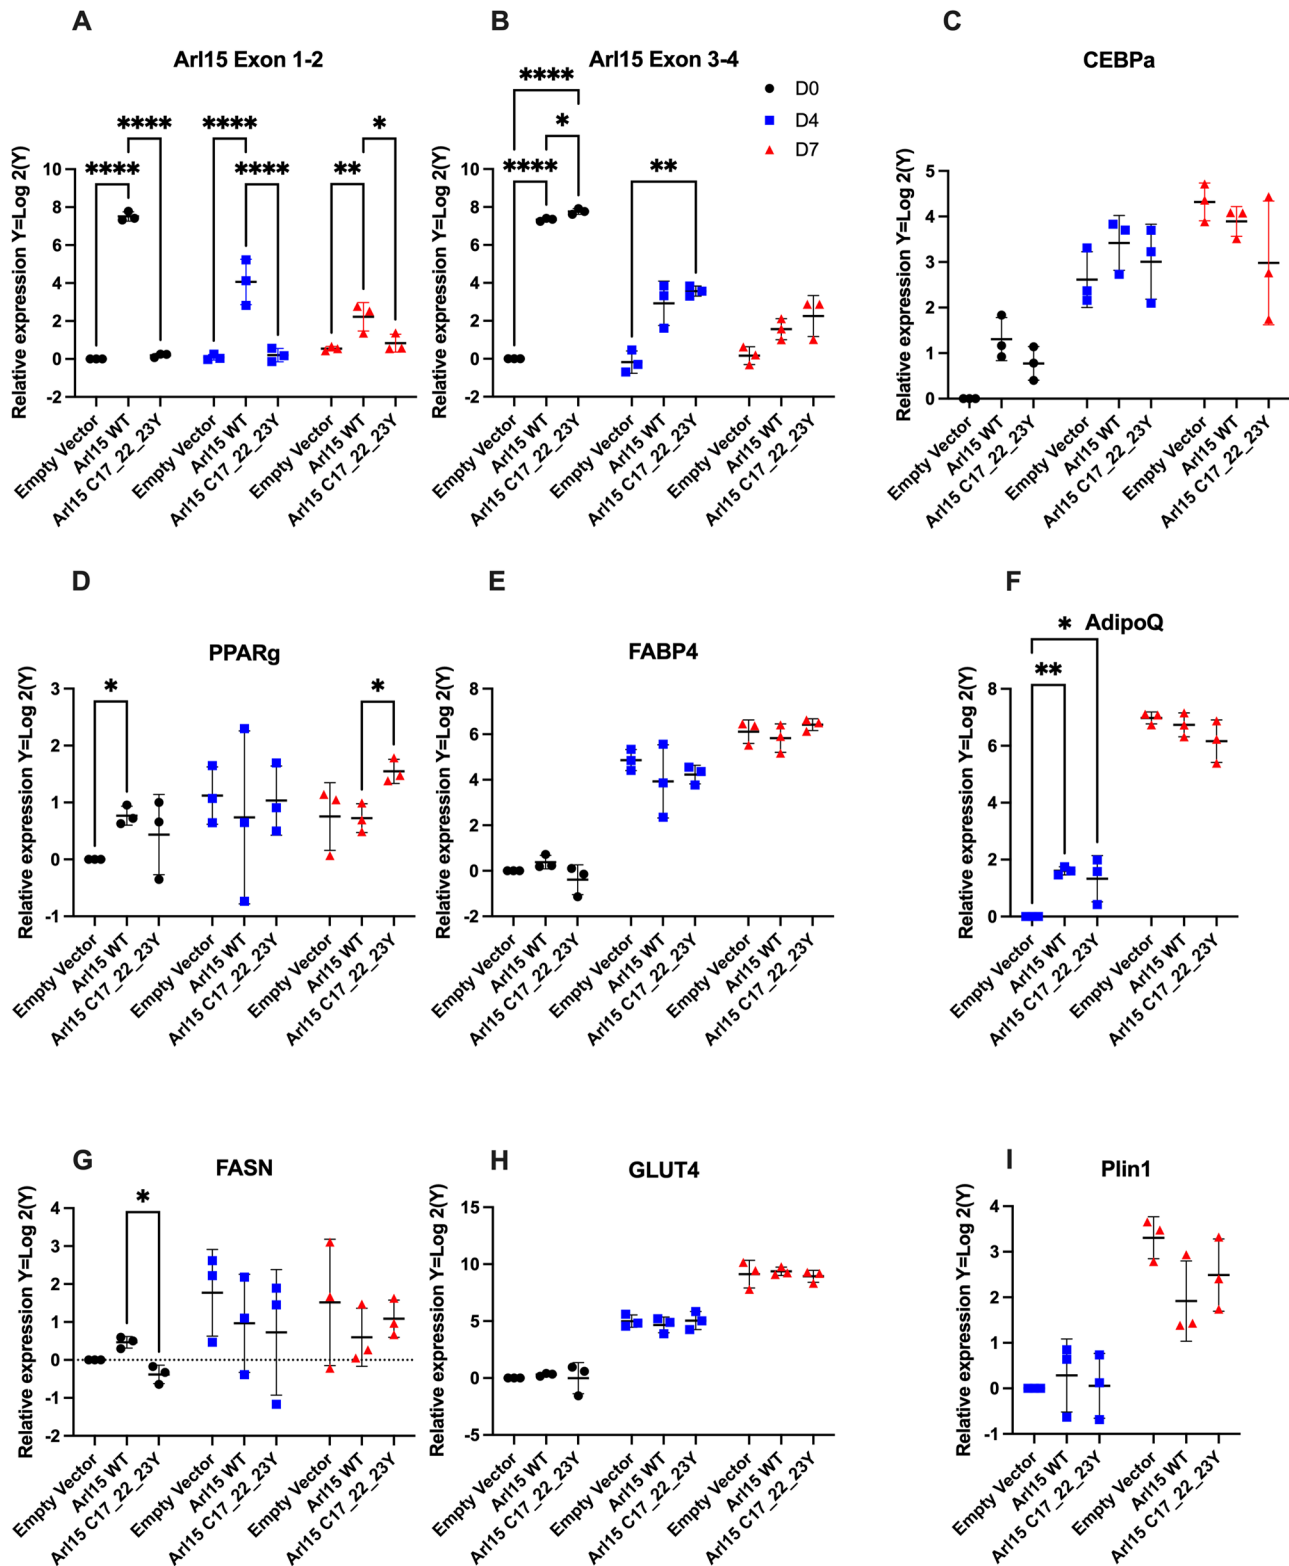 A
Arl15 Exon 1-2
Relative expression Y=Log 2(Y)
10
8
6
4
2
0
-2
**** **** **** **** ** *
Empty Vector
Arl15 WT
Arl15 C17_22_23Y
Empty Vector
Arl15 WT
Arl15 C17_22_23Y
Empty Vector
Arl15 WT
Arl15 C17_22_23Y
B
Arl15 Exon 3-4
Relative expression Y=Log 2(Y)
10
8
6
4
2
0
-2
****
*
****
**
D0
D4
D7
Empty Vector
Arl15 WT
Arl15 C17_22_23Y
Empty Vector
Arl15 WT
Arl15 C17_22_23Y
Empty Vector
Arl15 WT
Arl15 C17_22_23Y
C
CEBPa
Relative expression Y=Log 2(Y)
5
4
3
2
1
0
Empty Vector
Arl15 WT
Arl15 C17_22_23Y
Empty Vector
Arl15 WT
Arl15 C17_22_23Y
Empty Vector
Arl15 WT
Arl15 C17_22_23Y
D
PPARg
Relative expression Y=Log 2(Y)
3
2
1
0
-1
* *
Empty Vector
Arl15 WT
Arl15 C17_22_23Y
Empty Vector
Arl15 WT
Arl15 C17_22_23Y
Empty Vector
Arl15 WT
Arl15 C17_22_23Y
E
FABP4
Relative expression Y=Log 2(Y)
8
6
4
2
0
-2
Empty Vector
Arl15 WT
Arl15 C17_22_23Y
Empty Vector
Arl15 WT
Arl15 C17_22_23Y
Empty Vector
Arl15 WT
Arl15 C17_22_23Y
F
AdipoQ
Relative expression Y=Log 2(Y)
8
6
4
2
0
*
**
Empty Vector
Arl15 WT
Arl15 C17_22_23Y
Empty Vector
Arl15 WT
Arl15 C17_22_23Y
G
FASN
Relative expression Y=Log 2(Y)
4
3
2
1
0
-1
-2
*
Empty Vector
Arl15 WT
Arl15 C17_22_23Y
Empty Vector
Arl15 WT
Arl15 C17_22_23Y
Empty Vector
Arl15 WT
Arl15 C17_22_23Y
H
GLUT4
Relative expression Y=Log 2(Y)
15
10
5
0
-5
Empty Vector
Arl15 WT
Arl15 C17_22_23Y
Empty Vector
Arl15 WT
Arl15 C17_22_23Y
Empty Vector
Arl15 WT
Arl15 C17_22_23Y
I
Plin1
Relative expression Y=Log 2(Y)
4
3
2
1
0
-1
Empty Vector
Arl15 WT
Arl15 C17_22_23Y
Empty Vector
Arl15 WT
Arl15 C17_22_23Y